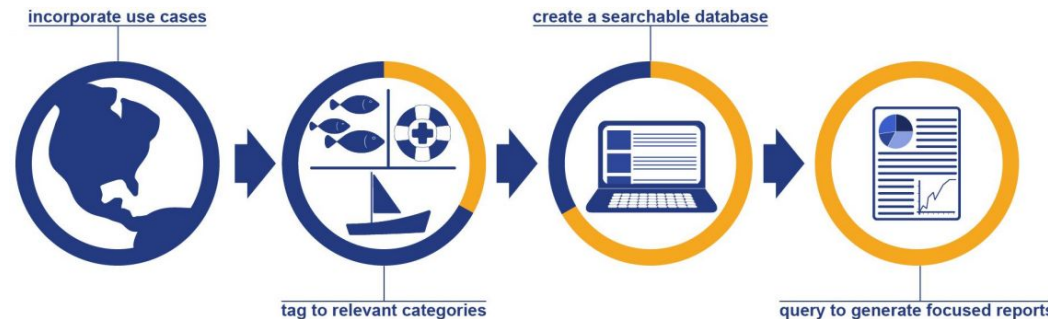 incorporate use cases
tag to relevant categories
create a searchable database
query to generate focused reports